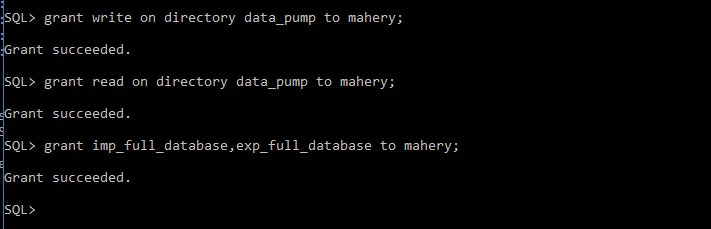 SQL> grant write on directory data_pump to mahery;
Grant succeeded.
SQL> grant read on directory data_pump to mahery;
Grant succeeded.
SQL> grant imp_full_database,exp_full_database to mahery;
Grant succeeded.
SQL>